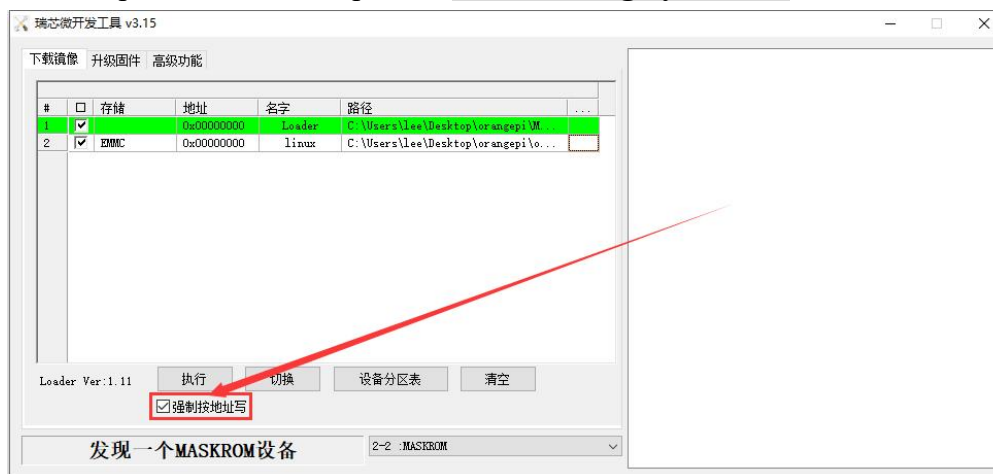 瑞芯微开发工具 v3.15
下载镜像 升级固件 高级功能
# 存储 地址 名字 路径 ...
1 0x00000000 Loader C:\Users\lee\Desktop\orangepi\M...
2 EMMC 0x00000000 linux C:\Users\lee\Desktop\orangepi\o...
Loader Ver:1.11 执行 切换 设备分区表 清空
强制按地址写
发现一个MASKROM设备 2-2 :MASKROM